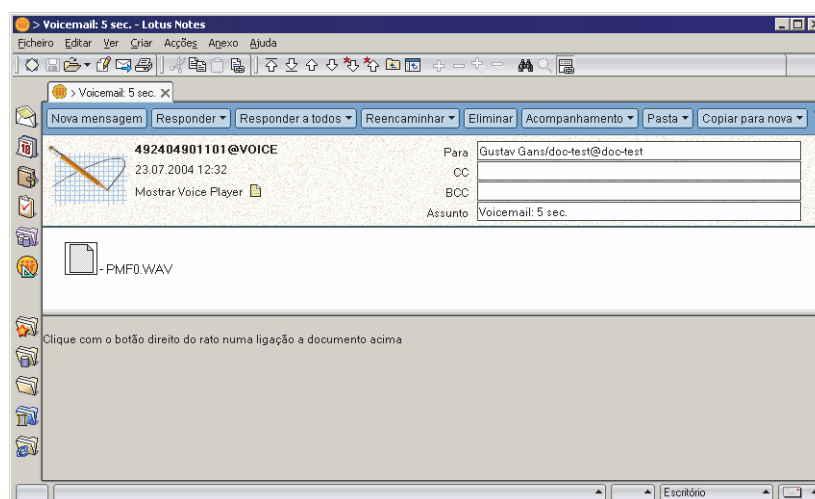 > Voicemail: 5 sec. - Lotus Notes
Ficheiro Editar Ver Criar Acções Anexo Ajuda
> Voicemail: 5 sec.
Nova mensagem Responder Responder a todos Reencaminhar Eliminar Acompanhamento Pasta Copiar para nova
492404901101@VOICE Para Gustav Gans/doc-test@doc-test
23.07.2004 12:32 CC
Mostrar Voice Player BCC
Assunto Voicemail: 5 sec.
- PMF0.WAV
Clique com o botão direito do rato numa ligação a documento acima
Escritório